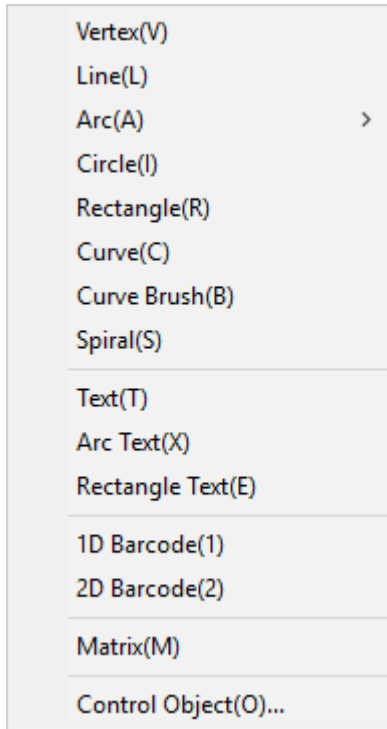 Vertex(V)
Line(L)
Arc(A)
Circle(I)
Rectangle(R)
Curve(C)
Curve Brush(B)
Spiral(S)
Text(T)
Arc Text(X)
Rectangle Text(E)
1D Barcode(1)
2D Barcode(2)
Matrix(M)
Control Object(O)...